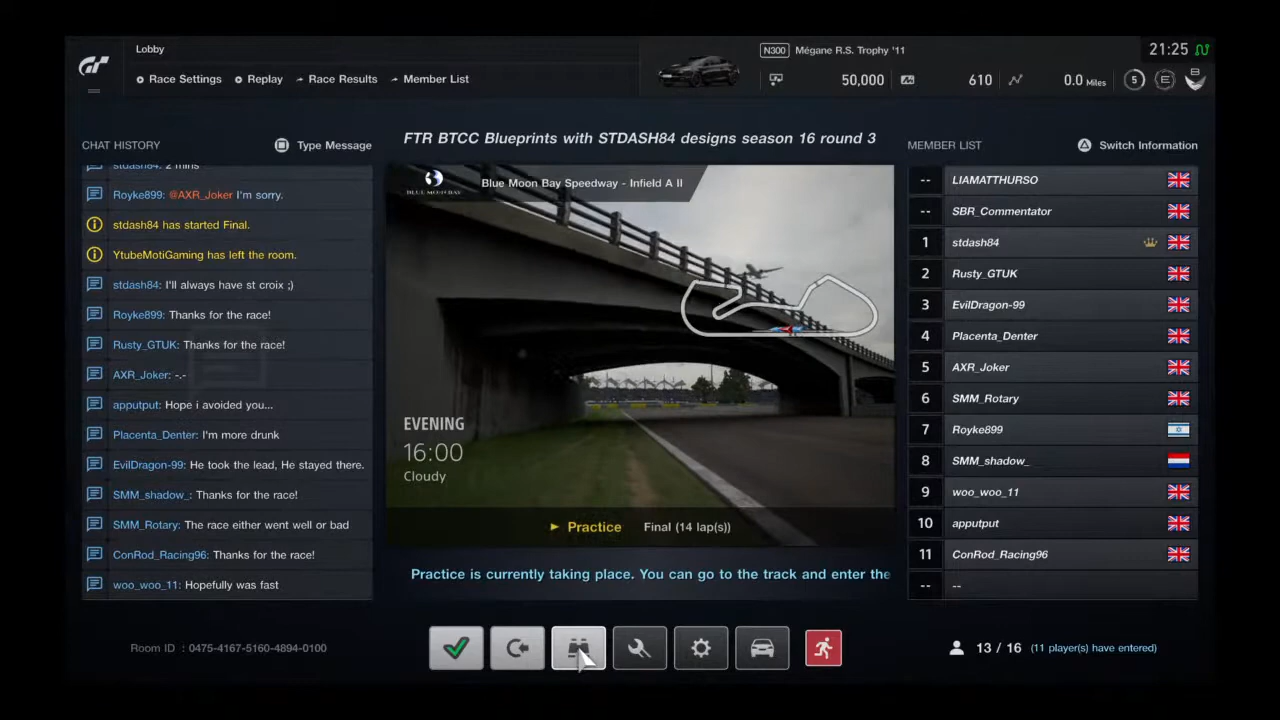 Lobby
Race Settings
Replay
Race Results
Member List
N300
Mégane R.S. Trophy '11
50,000
610
0.0 Miles
21:25
5
E
B
CHAT HISTORY
Type Message
FTR BTCC Blueprints with STDASH84 designs season 16 round 3
MEMBER LIST
Switch Information
stdash84: 2 mins
Royke899: @AXR_Joker I'm sorry.
stdash84 has started Final.
YtubeMotiGaming has left the room.
stdash84: I'll always have st croix ;)
Royke899: Thanks for the race!
Rusty_GTUK: Thanks for the race!
AXR_Joker: -.-
apputput: Hope i avoided you...
Placenta_Denter: I'm more drunk
EvilDragon-99: He took the lead, He stayed there.
SMM_shadow_: Thanks for the race!
SMM_Rotary: The race either went well or bad
ConRod_Racing96: Thanks for the race!
woo_woo_11: Hopefully was fast
BLUE MOON BAY
Blue Moon Bay Speedway - Infield A II
EVENING
16:00
Cloudy
Practice
Final (14 lap(s))
Practice is currently taking place. You can go to the track and enter the
-- LIAMATTHURSO
-- SBR_Commentator
1 stdash84
2 Rusty_GTUK
3 EvilDragon-99
4 Placenta_Denter
5 AXR_Joker
6 SMM_Rotary
7 Royke899
8 SMM_shadow_
9 woo_woo_11
10 apputput
11 ConRod_Racing96
-- --
Room ID : 0475-4167-5160-4894-0100
13 / 16 (11 player(s) have entered)